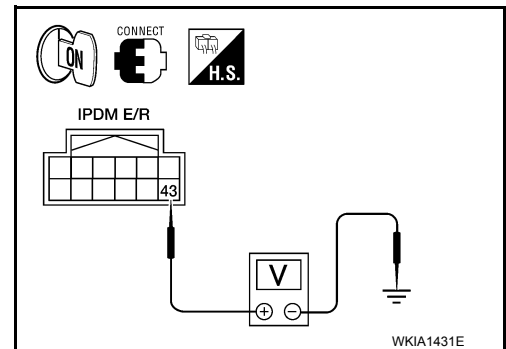 CONNECT
ON
H.S.
IPDM E/R
43
V
+ −
WKIA1431E